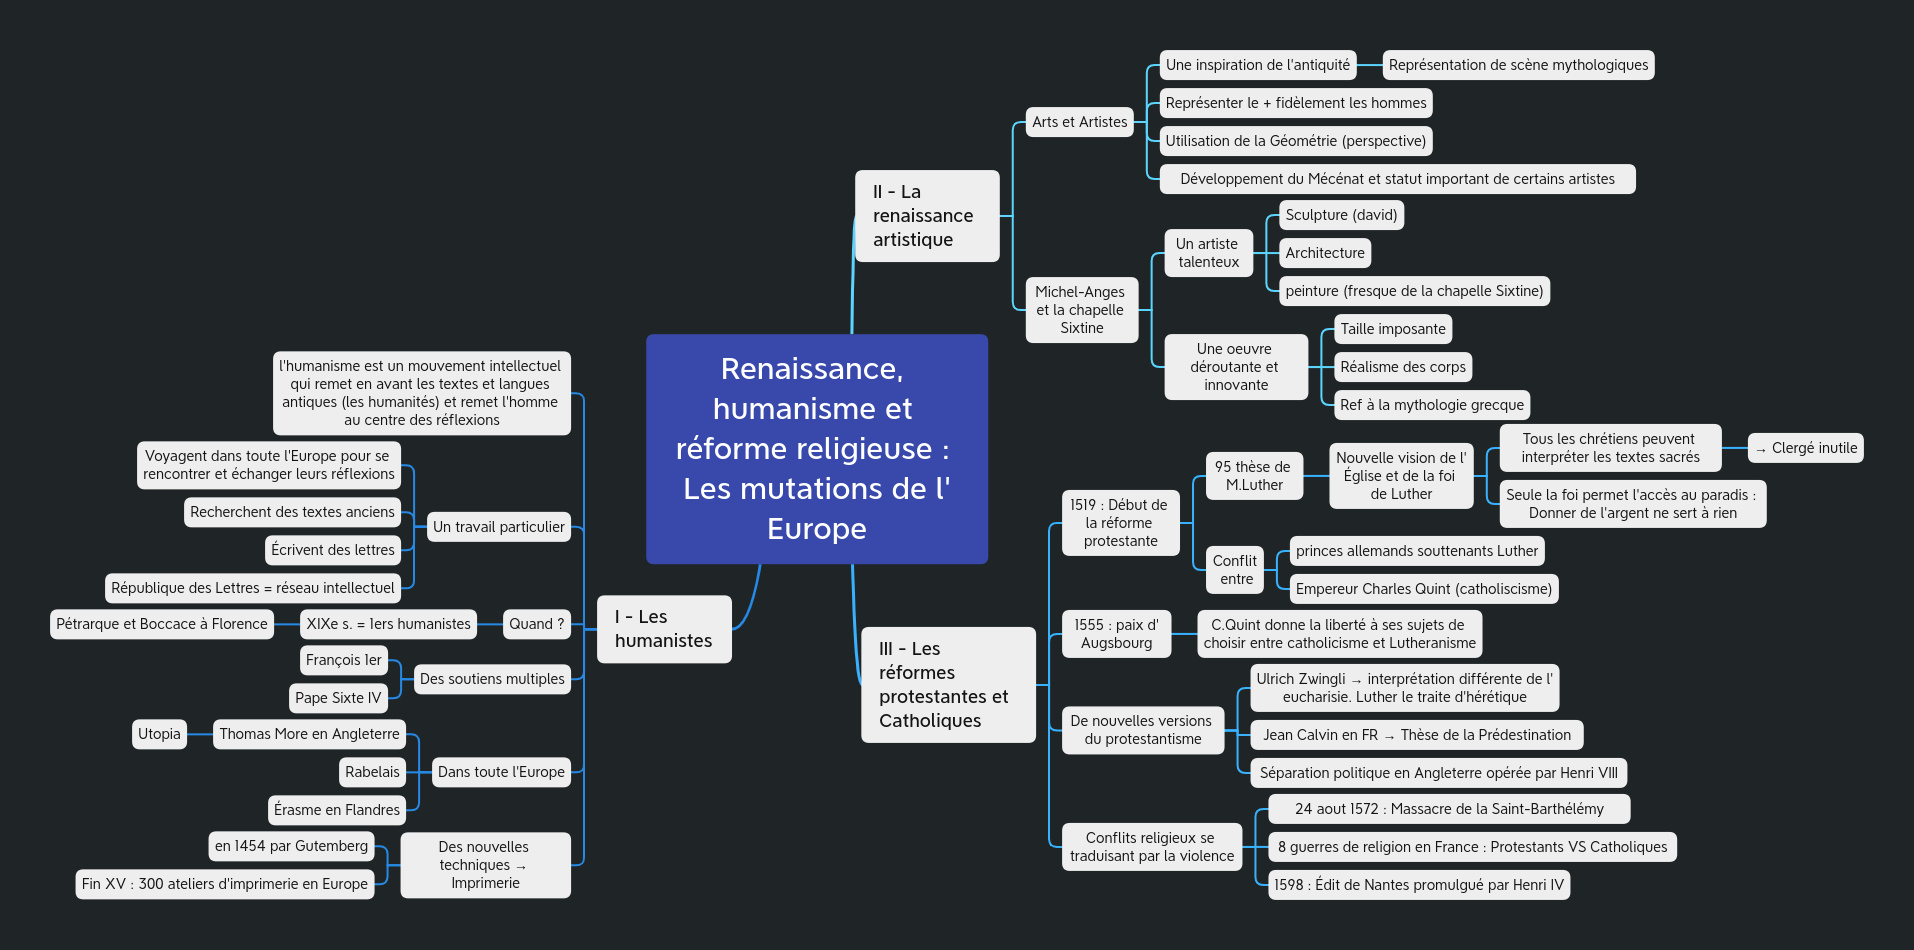 Renaissance,
humanisme et
réforme religieuse :
Les mutations de l'
Europe
I - Les
humanistes
l'humanisme est un mouvement intellectuel
qui remet en avant les textes et langues
antiques (les humanités) et remet l'homme
au centre des réflexions
Un travail particulier
Voyagent dans toute l'Europe pour se
rencontrer et échanger leurs réflexions
Recherchent des textes anciens
Écrivent des lettres
République des Lettres = réseau intellectuel
Quand ?
XIXe s. = 1ers humanistes
Pétrarque et Boccace à Florence
Des soutiens multiples
François 1er
Pape Sixte IV
Dans toute l'Europe
Thomas More en Angleterre
Utopia
Rabelais
Érasme en Flandres
Des nouvelles
techniques →
Imprimerie
en 1454 par Gutemberg
Fin XV : 300 ateliers d'imprimerie en Europe
II - La
renaissance
artistique
Arts et Artistes
Une inspiration de l'antiquité
Représentation de scène mythologiques
Représenter le + fidèlement les hommes
Utilisation de la Géométrie (perspective)
Développement du Mécénat et statut important de certains artistes
Michel-Anges
et la chapelle
Sixtine
Un artiste
talenteux
Sculpture (david)
Architecture
peinture (fresque de la chapelle Sixtine)
Une oeuvre
déroutante et
innovante
Taille imposante
Réalisme des corps
Ref à la mythologie grecque
III - Les
réformes
protestantes et
Catholiques
1519 : Début de
la réforme
protestante
95 thèse de
M.Luther
Nouvelle vision de l'
Église et de la foi
de Luther
Tous les chrétiens peuvent
interpréter les textes sacrés
→ Clergé inutile
Seule la foi permet l'accès au paradis :
Donner de l'argent ne sert à rien
Conflit
entre
princes allemands souttenants Luther
Empereur Charles Quint (catholiscisme)
1555 : paix d'
Augsbourg
C.Quint donne la liberté à ses sujets de
choisir entre catholicisme et Lutheranisme
De nouvelles versions
du protestantisme
Ulrich Zwingli → interprétation différente de l'
eucharisie. Luther le traite d'hérétique
Jean Calvin en FR → Thèse de la Prédestination
Séparation politique en Angleterre opérée par Henri VIII
Conflits religieux se
traduisant par la violence
24 aout 1572 : Massacre de la Saint-Barthélémy
8 guerres de religion en France : Protestants VS Catholiques
1598 : Édit de Nantes promulgué par Henri IV